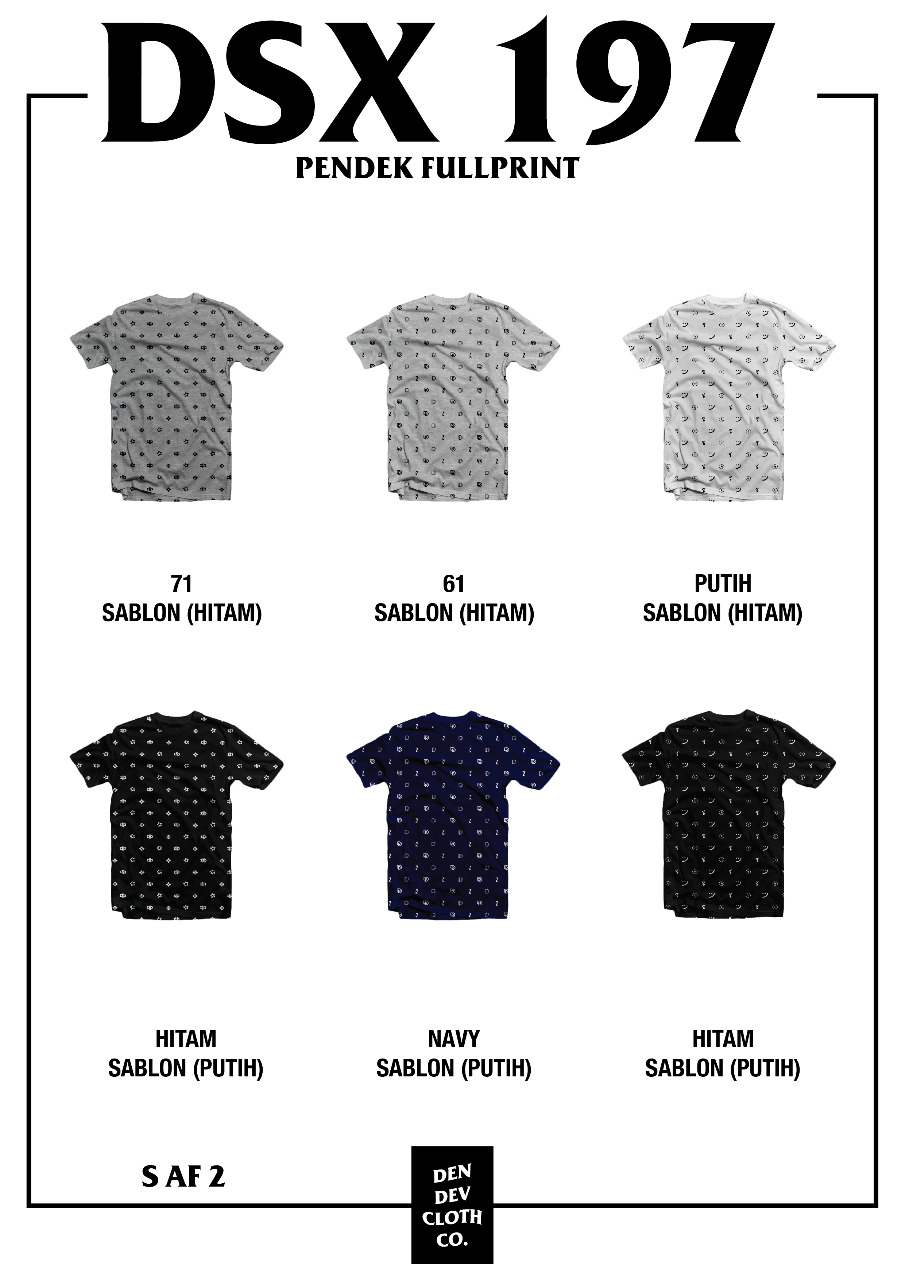 DSX 197
PENDEK FULLPRINT
71
SABLON (HITAM)
61
SABLON (HITAM)
PUTIH
SABLON (HITAM)
HITAM
SABLON (PUTIH)
NAVY
SABLON (PUTIH)
HITAM
SABLON (PUTIH)
S AF 2
DEN
DEV
CLOTH
CO.